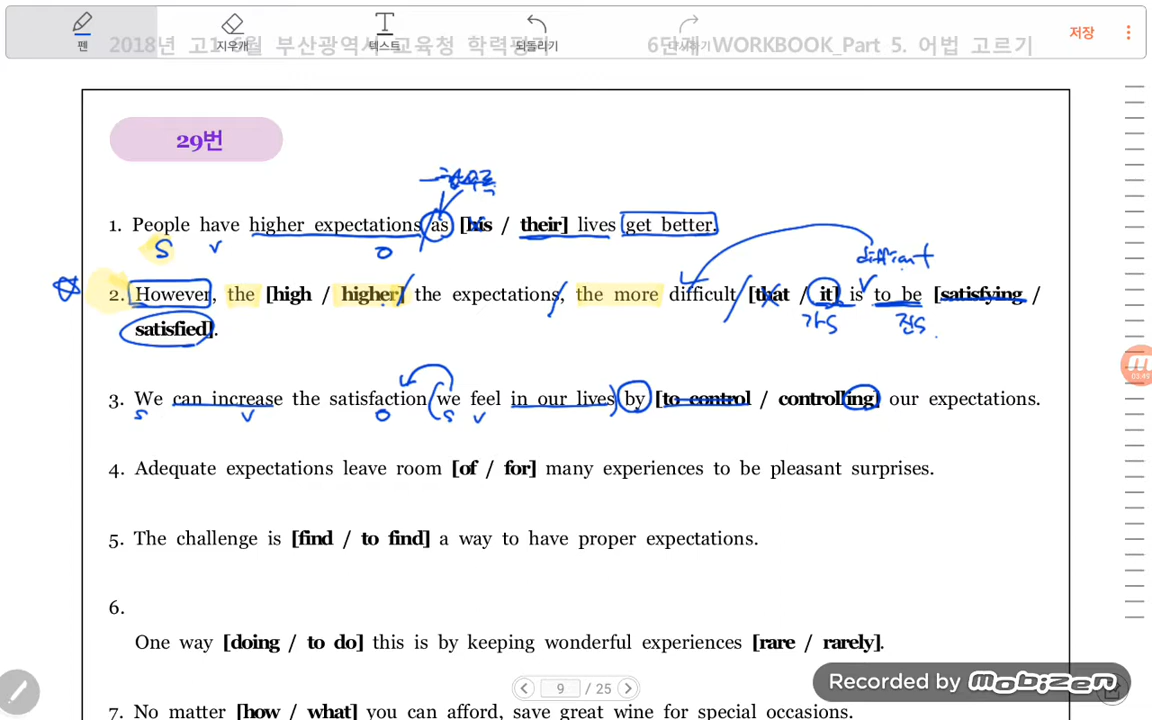 펜 지우개 텍스트 되돌리기 저장
2018년 고1 6월 부산광역시교육청 학력평가 6단계 WORKBOOK_Part 5. 어법 고르기
29번
1. People have higher expectations as [his / their] lives get better.
S v o
difficult
2. However, the [high / higher] the expectations, the more difficult [that / it] is to be [satisfying /
satisfied].
가S 진S
3. We can increase the satisfaction (we feel in our lives) by [to control / controlling] our expectations.
S v o S v
03:49
4. Adequate expectations leave room [of / for] many experiences to be pleasant surprises.
5. The challenge is [find / to find] a way to have proper expectations.
6.
One way [doing / to do] this is by keeping wonderful experiences [rare / rarely].
9 / 25
Recorded by mobizen
7. No matter [how / what] you can afford, save great wine for special occasions.